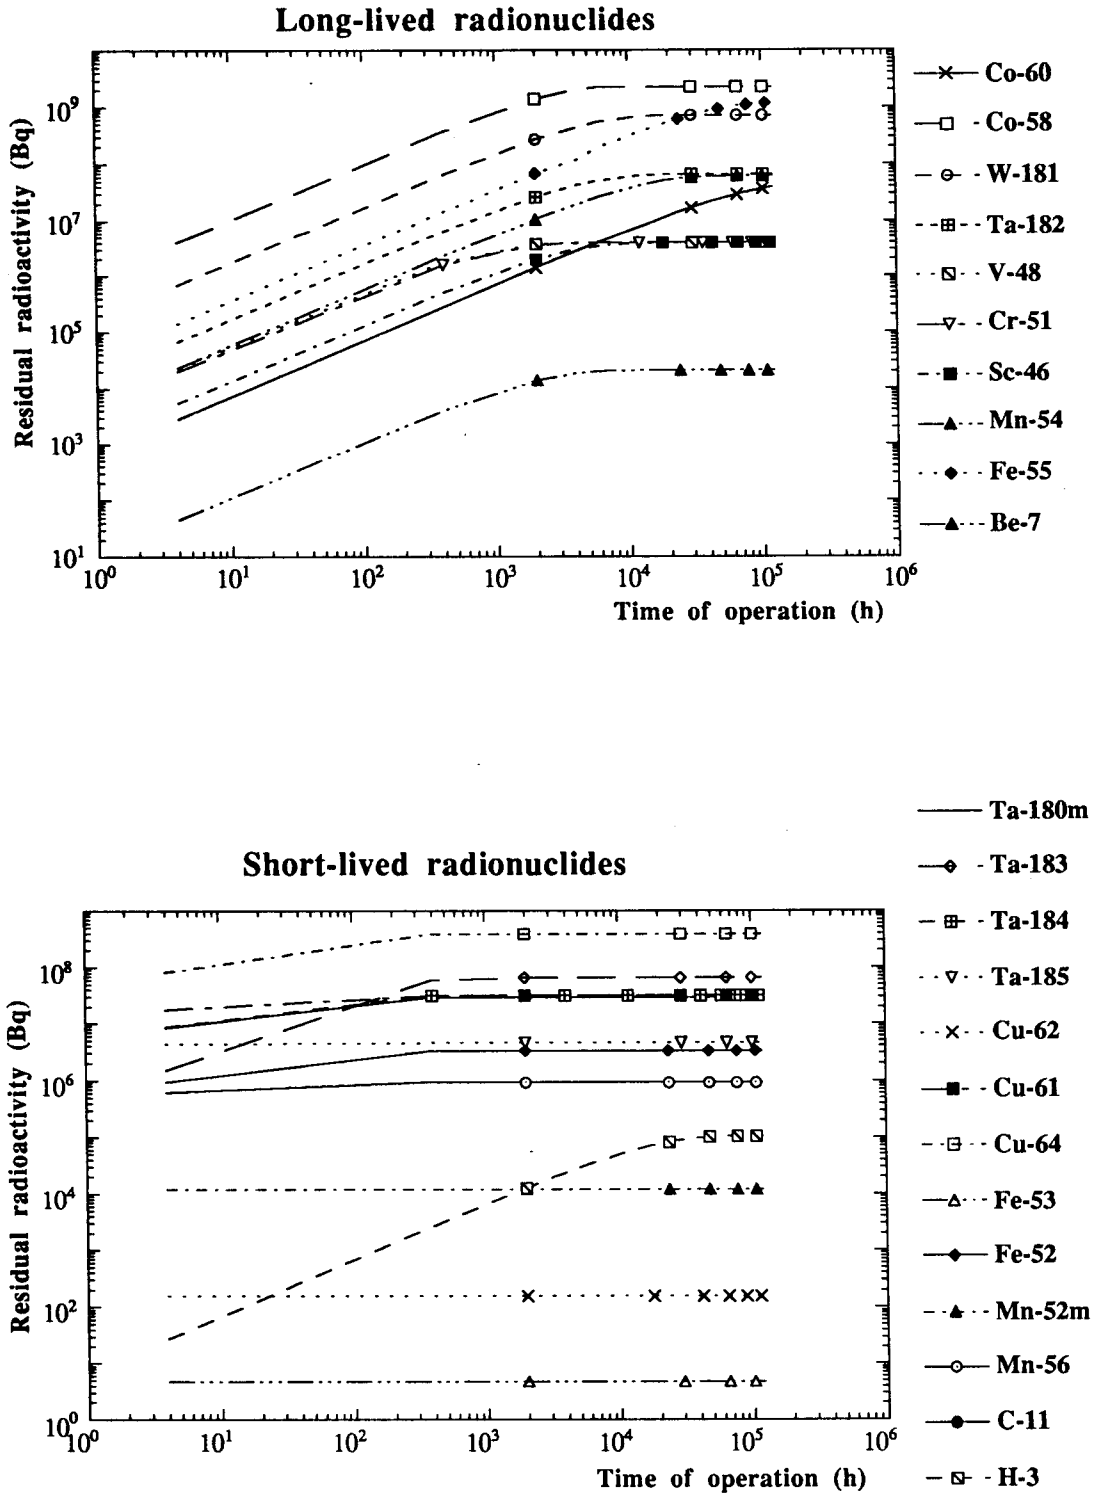 Long-lived radionuclides
Residual radioactivity (Bq)
10^9
10^7
10^5
10^3
10^1
10^0 10^1 10^2 10^3 10^4 10^5 10^6
Time of operation (h)
Co-60
Co-58
W-181
Ta-182
V-48
Cr-51
Sc-46
Mn-54
Fe-55
Be-7
Short-lived radionuclides
Residual radioactivity (Bq)
10^8
10^6
10^4
10^2
10^0
10^0 10^1 10^2 10^3 10^4 10^5 10^6
Time of operation (h)
Ta-180m
Ta-183
Ta-184
Ta-185
Cu-62
Cu-61
Cu-64
Fe-53
Fe-52
Mn-52m
Mn-56
C-11
H-3